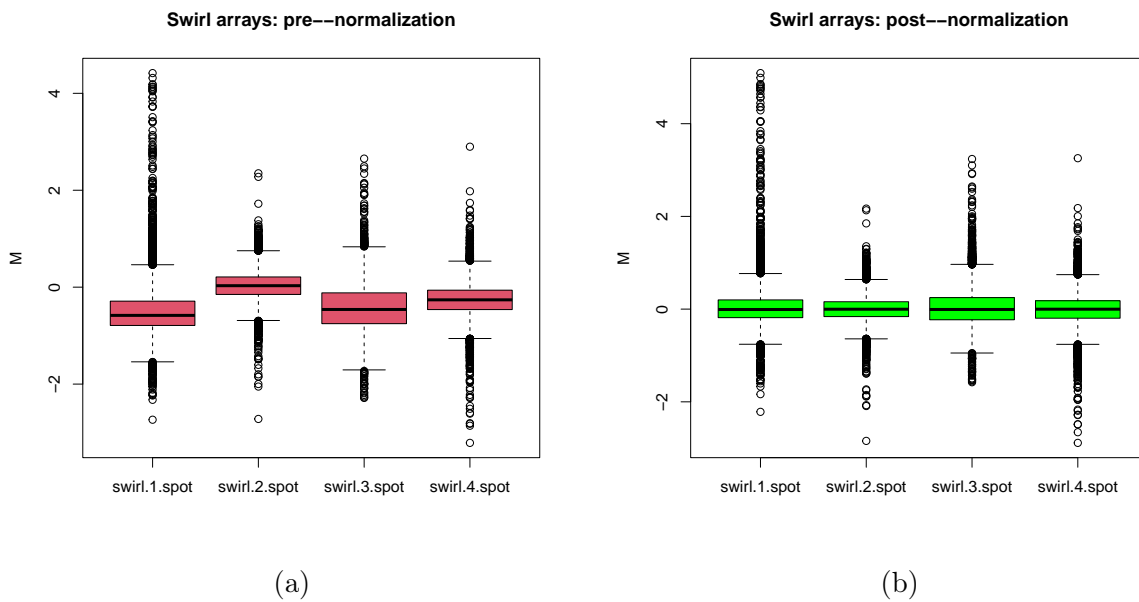 Swirl arrays: pre−−normalization
M
4
2
0
−2
swirl.1.spot swirl.2.spot swirl.3.spot swirl.4.spot
(a)
Swirl arrays: post−−normalization
M
4
2
0
−2
swirl.1.spot swirl.2.spot swirl.3.spot swirl.4.spot
(b)